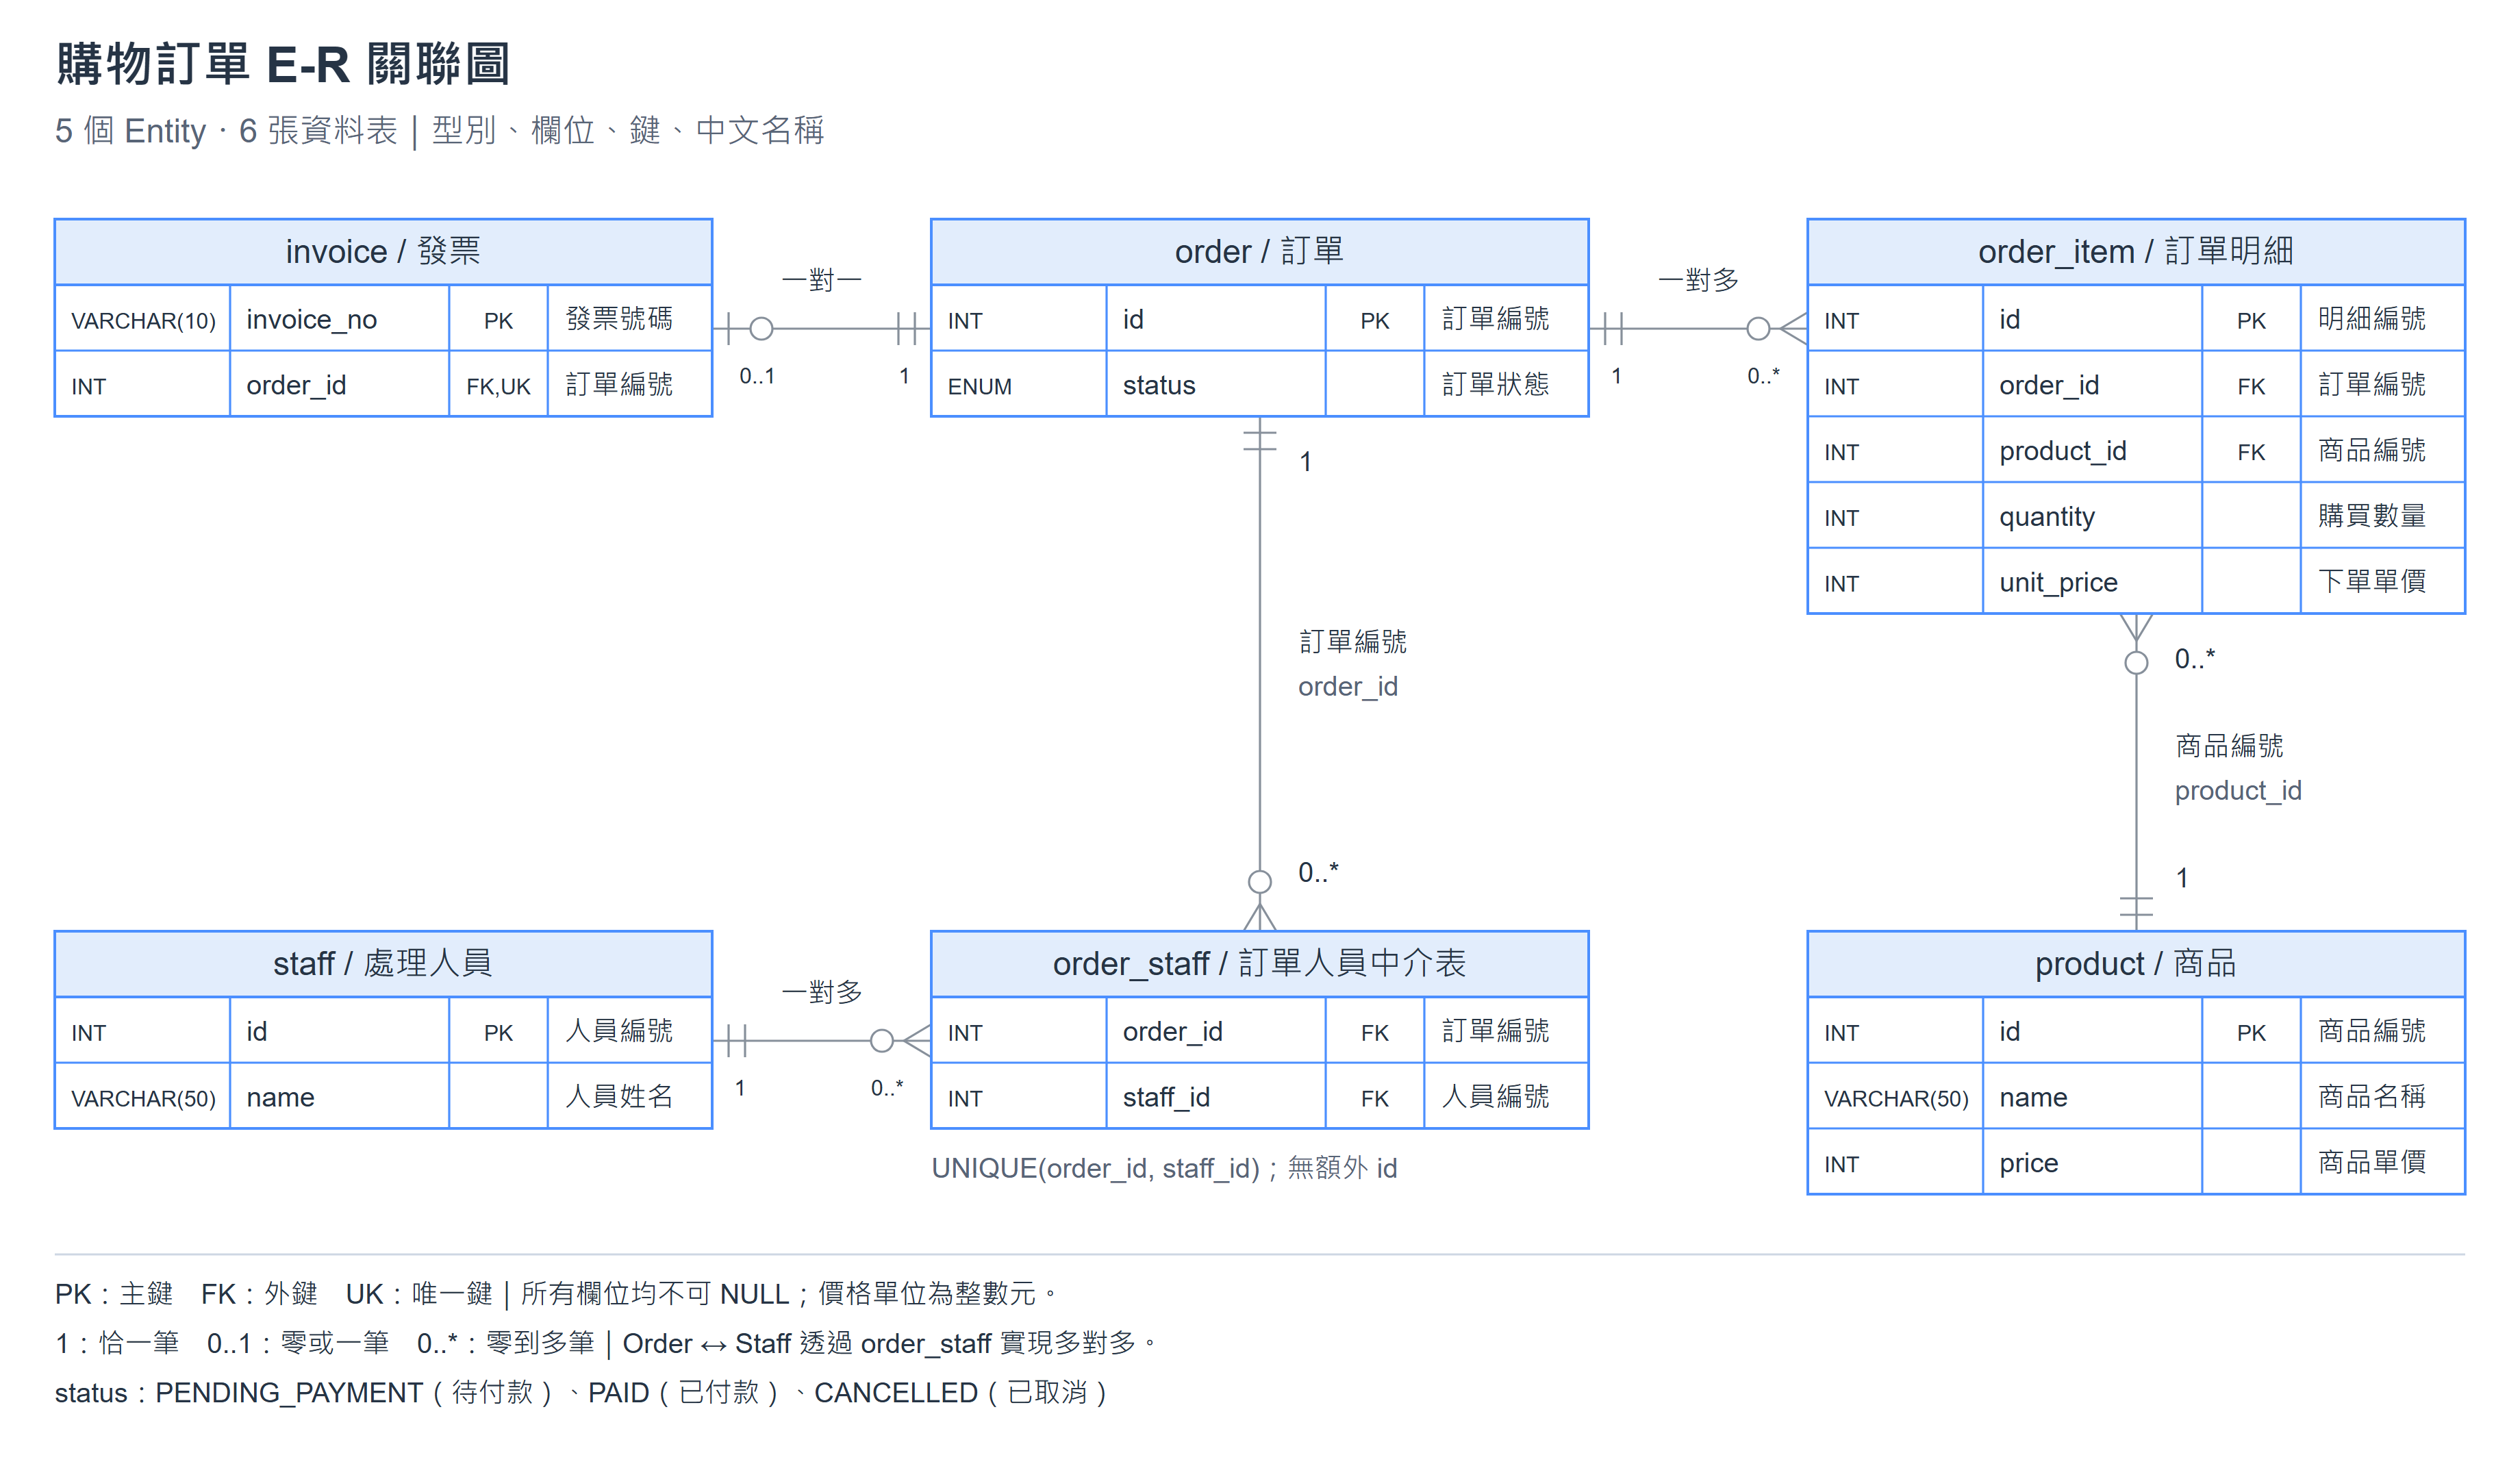 購物訂單 E-R 關聯圖
5 個 Entity · 6 張資料表 | 型別、欄位、鍵、中文名稱
invoice / 發票
VARCHAR(10) invoice_no PK 發票號碼
INT order_id FK,UK 訂單編號
一對一
0..1 1
order / 訂單
INT id PK 訂單編號
ENUM status 訂單狀態
一對多
1 0..*
order_item / 訂單明細
INT id PK 明細編號
INT order_id FK 訂單編號
INT product_id FK 商品編號
INT quantity 購買數量
INT unit_price 下單單價
1
訂單編號
order_id
0..*
0..*
商品編號
product_id
1
staff / 處理人員
INT id PK 人員編號
VARCHAR(50) name 人員姓名
一對多
1 0..*
order_staff / 訂單人員中介表
INT order_id FK 訂單編號
INT staff_id FK 人員編號
UNIQUE(order_id, staff_id)；無額外 id
product / 商品
INT id PK 商品編號
VARCHAR(50) name 商品名稱
INT price 商品單價
PK：主鍵　FK：外鍵　UK：唯一鍵 | 所有欄位均不可 NULL；價格單位為整數元。
1：恰一筆　0..1：零或一筆　0..*：零到多筆 | Order ↔ Staff 透過 order_staff 實現多對多。
status：PENDING_PAYMENT（待付款）、PAID（已付款）、CANCELLED（已取消）